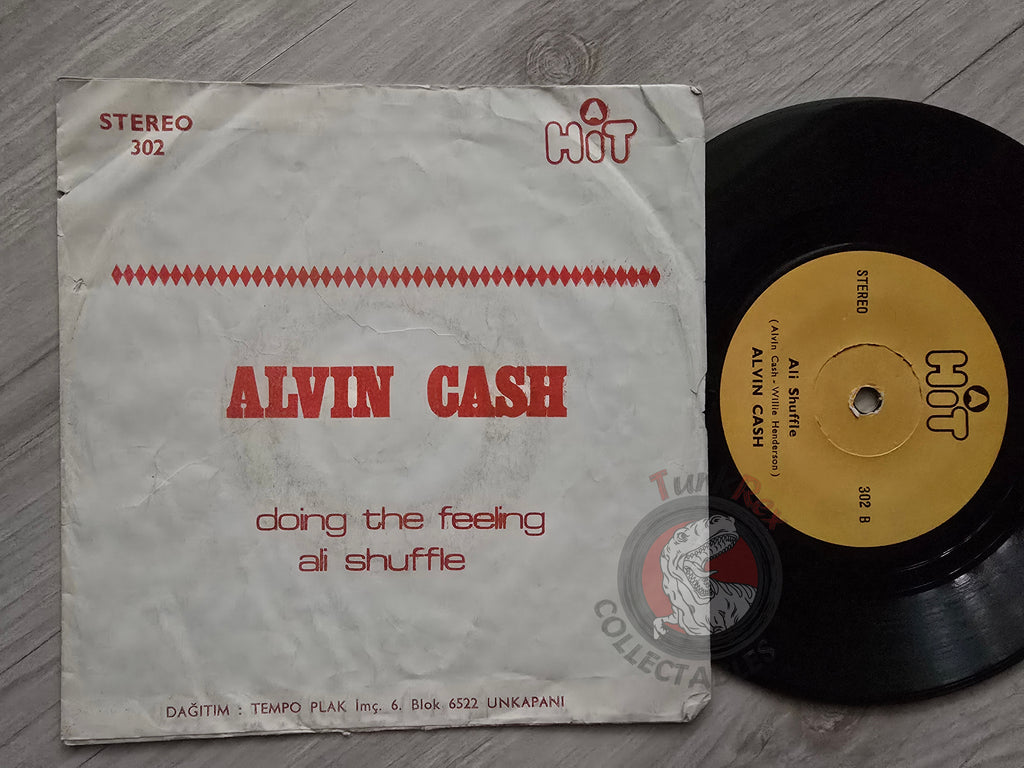 STEREO
302
HiT
ALVIN CASH
doing the feeling
ali shuffle
DAĞITIM : TEMPO PLAK İmç. 6. Blok 6522 UNKAPANI
HiT
STEREO
302 B
Ali Shuffle
( Alvin Cash - Willie Henderson )
ALVIN CASH
TunkRex
COLLECTABLES